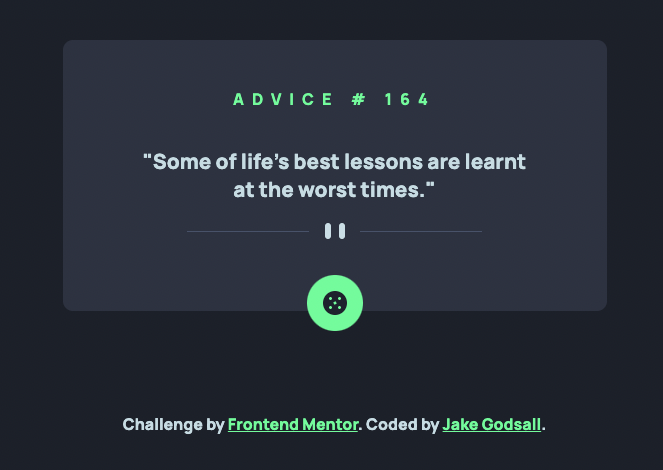 ADVICE # 164
"Some of life's best lessons are learnt
at the worst times."
Challenge by Frontend Mentor. Coded by Jake Godsall.